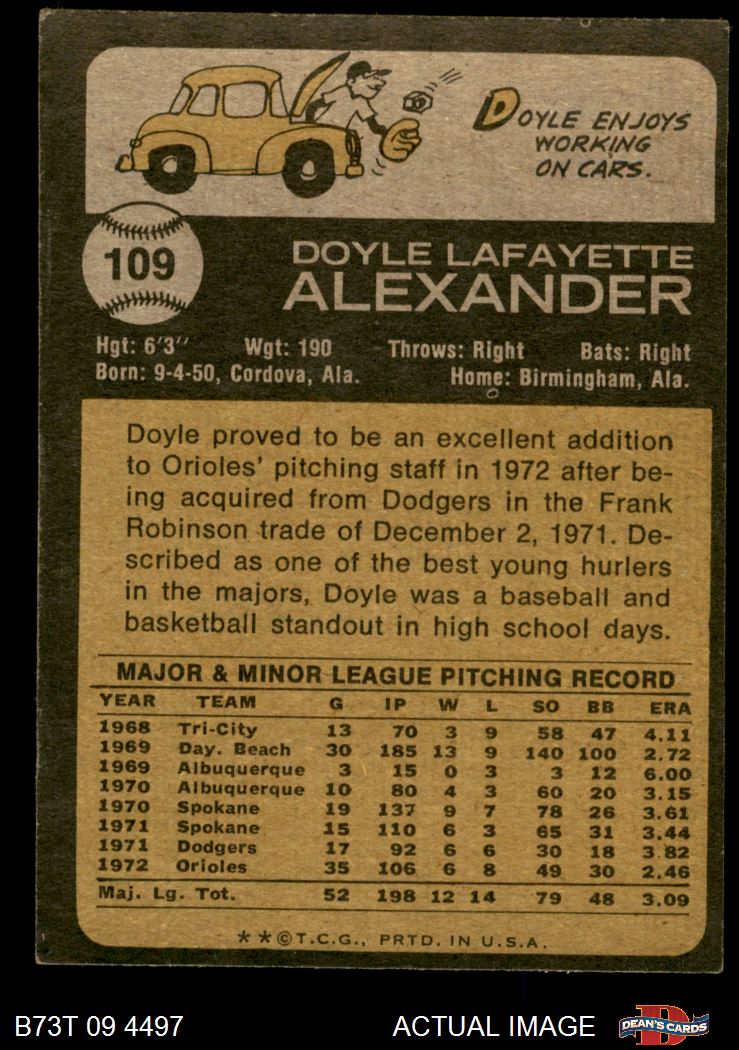 DOYLE ENJOYS
WORKING
ON CARS.
109
DOYLE LAFAYETTE
ALEXANDER
Hgt: 6'3" Wgt: 190 Throws: Right Bats: Right
Born: 9-4-50, Cordova, Ala. Home: Birmingham, Ala.
Doyle proved to be an excellent addition
to Orioles' pitching staff in 1972 after be-
ing acquired from Dodgers in the Frank
Robinson trade of December 2, 1971. De-
scribed as one of the best young hurlers
in the majors, Doyle was a baseball and
basketball standout in high school days.
MAJOR & MINOR LEAGUE PITCHING RECORD
YEAR TEAM G IP W L SO BB ERA
1968 Tri-City 13 70 3 9 58 47 4.11
1969 Day. Beach 30 185 13 9 140 100 2.72
1969 Albuquerque 3 15 0 3 3 12 6.00
1970 Albuquerque 10 80 4 3 60 20 3.15
1970 Spokane 19 137 9 7 78 26 3.61
1971 Spokane 15 110 6 3 65 31 3.44
1971 Dodgers 17 92 6 6 30 18 3.82
1972 Orioles 35 106 6 8 49 30 2.46
Maj. Lg. Tot. 52 198 12 14 79 48 3.09
**©T.C.G., PRTD. IN U.S.A.
B73T 09 4497 ACTUAL IMAGE DEAN'S CARDS